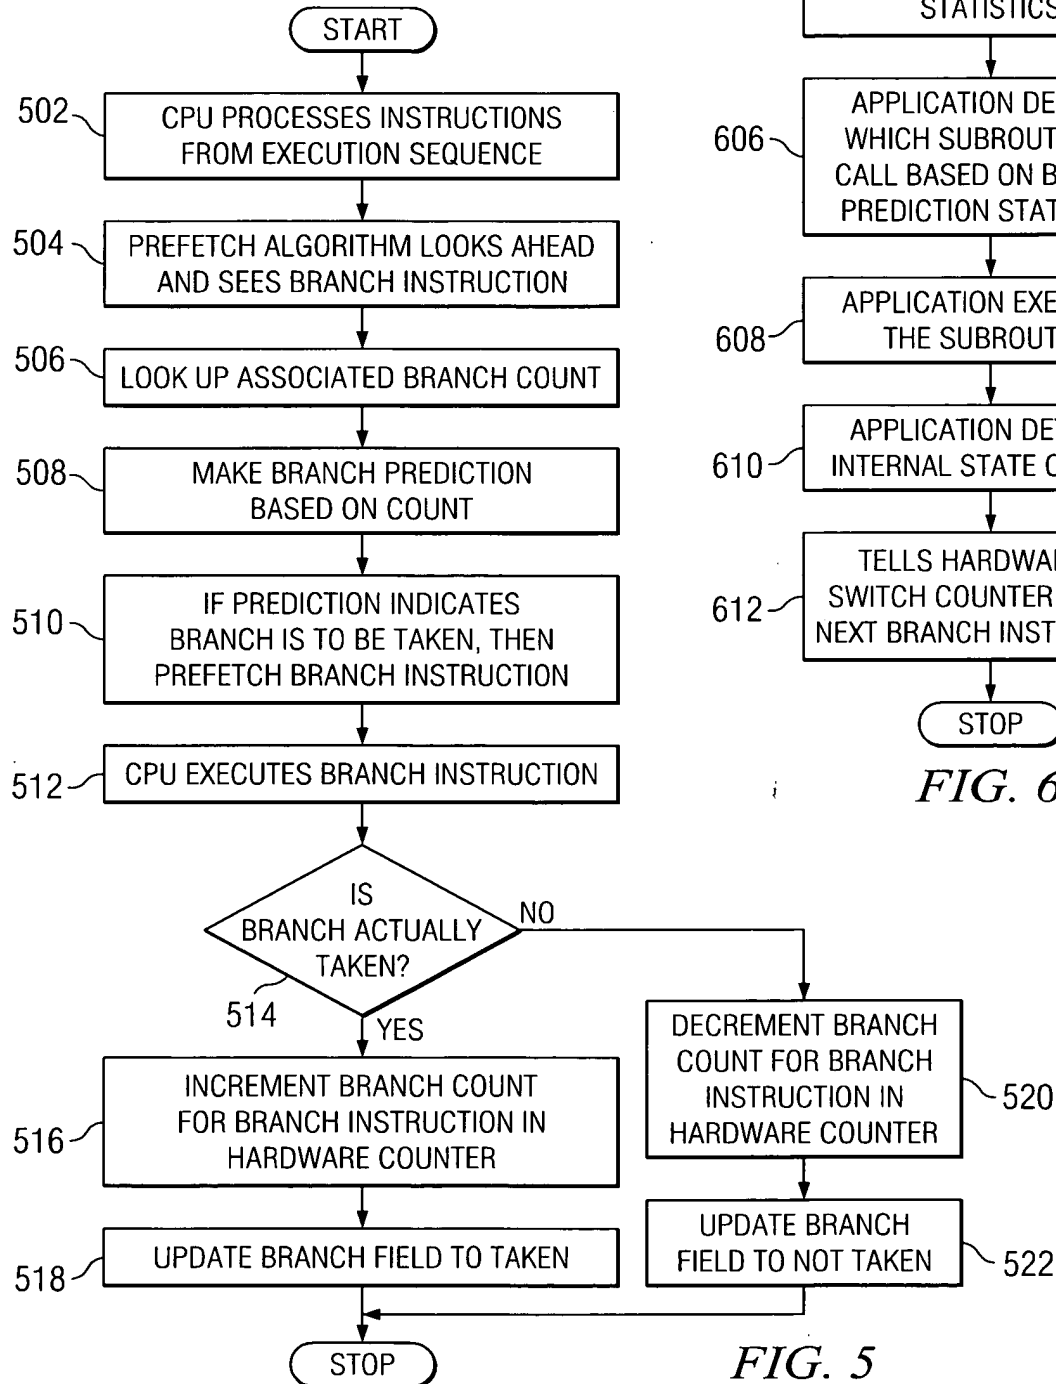 START
502
CPU PROCESSES INSTRUCTIONS
FROM EXECUTION SEQUENCE
504
PREFETCH ALGORITHM LOOKS AHEAD
AND SEES BRANCH INSTRUCTION
506
LOOK UP ASSOCIATED BRANCH COUNT
508
MAKE BRANCH PREDICTION
BASED ON COUNT
510
IF PREDICTION INDICATES
BRANCH IS TO BE TAKEN, THEN
PREFETCH BRANCH INSTRUCTION
512
CPU EXECUTES BRANCH INSTRUCTION
IS
BRANCH ACTUALLY
TAKEN?
514
NO
YES
516
INCREMENT BRANCH COUNT
FOR BRANCH INSTRUCTION IN
HARDWARE COUNTER
518
UPDATE BRANCH FIELD TO TAKEN
DECREMENT BRANCH
COUNT FOR BRANCH
INSTRUCTION IN
HARDWARE COUNTER
520
UPDATE BRANCH
FIELD TO NOT TAKEN
522
STOP
FIG. 5
STATISTICS
606
APPLICATION DE
WHICH SUBROUT
CALL BASED ON B
PREDICTION STAT
608
APPLICATION EXE
THE SUBROUT
610
APPLICATION DE
INTERNAL STATE
612
TELLS HARDWA
SWITCH COUNTER
NEXT BRANCH INST
STOP
FIG. 6